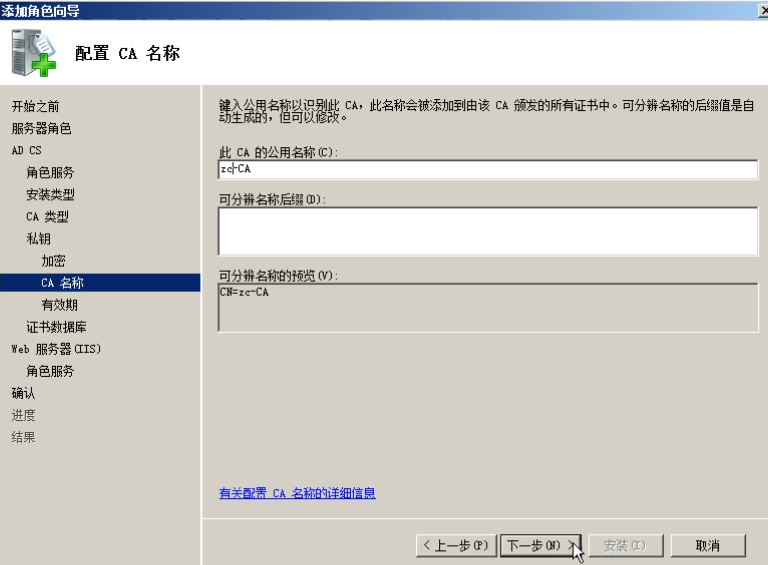 添加角色向导
配置 CA 名称
开始之前
服务器角色
AD CS
角色服务
安装类型
CA 类型
私钥
加密
CA 名称
有效期
证书数据库
Web 服务器(IIS)
角色服务
确认
进度
结果
键入公用名称以识别此 CA，此名称会被添加到由该 CA 颁发的所有证书中。可分辨名称的后缀值是自
动生成的，但可以修改。
此 CA 的公用名称(C):
zc-CA
可分辨名称后缀(D):
可分辨名称的预览(V):
CN=zc-CA
有关配置 CA 名称的详细信息
< 上一步(P)
下一步(N) >
安装(I)
取消